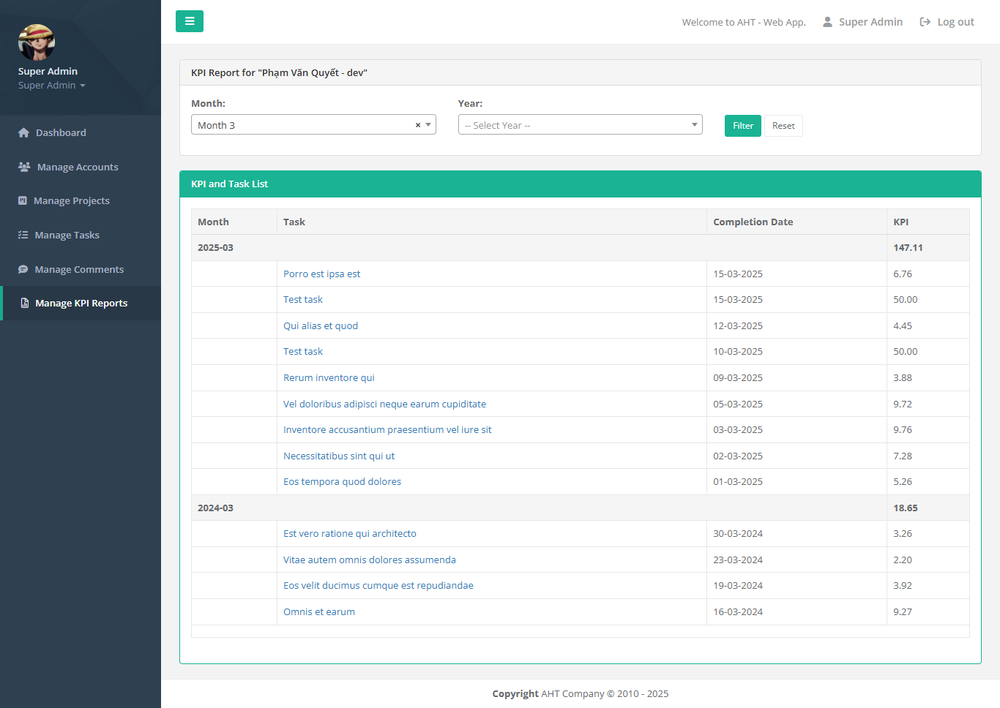 Welcome to AHT - Web App.
Super Admin
Log out
Super Admin
Super Admin
Dashboard
Manage Accounts
Manage Projects
Manage Tasks
Manage Comments
Manage KPI Reports
KPI Report for "Phạm Văn Quyết - dev"
Month:
Year:
Month 3
×
-- Select Year --
Filter
Reset
KPI and Task List
Month Task Completion Date KPI
2025-03 147.11
Porro est ipsa est 15-03-2025 6.76
Test task 15-03-2025 50.00
Qui alias et quod 12-03-2025 4.45
Test task 10-03-2025 50.00
Rerum inventore qui 09-03-2025 3.88
Vel doloribus adipisci neque earum cupiditate 05-03-2025 9.72
Inventore accusantium praesentium vel iure sit 03-03-2025 9.76
Necessitatibus sint qui ut 02-03-2025 7.28
Eos tempora quod dolores 01-03-2025 5.26
2024-03 18.65
Est vero ratione qui architecto 30-03-2024 3.26
Vitae autem omnis dolores assumenda 23-03-2024 2.20
Eos velit ducimus cumque est repudiandae 19-03-2024 3.92
Omnis et earum 16-03-2024 9.27
Copyright AHT Company © 2010 - 2025